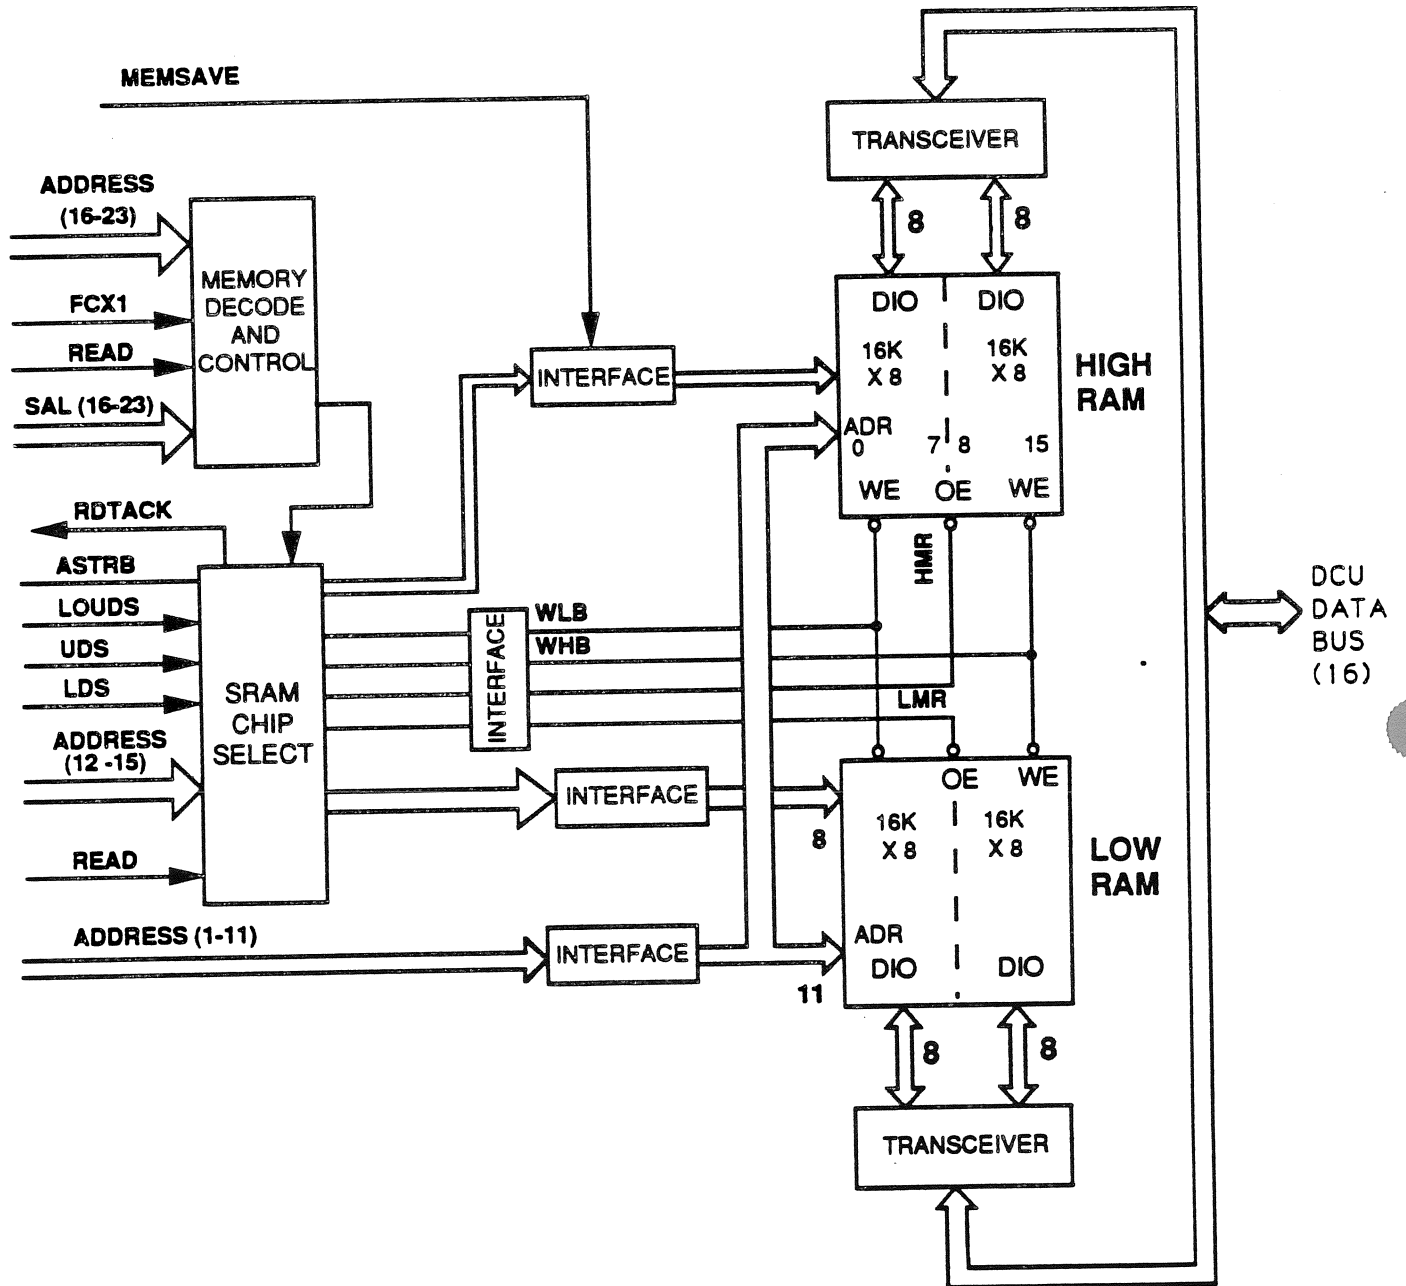 MEMSAVE
TRANSCEIVER
ADDRESS
(16-23)
8 8
MEMORY
DECODE
AND
CONTROL
FCX1
READ
SAL (16-23)
INTERFACE
DIO DIO
16K 16K
X 8 X 8
HIGH
RAM
ADR
0 7 8 15
WE OE WE
RDTACK
ASTRB
LOUDS
UDS
LDS
ADDRESS
(12 -15)
READ
SRAM
CHIP
SELECT
INTERFACE
WLB
WHB
HMR
LMR
DCU
DATA
BUS
(16)
INTERFACE
8
OE WE
16K 16K
X 8 X 8
LOW
RAM
ADDRESS (1-11)
INTERFACE
ADR
DIO DIO
11
8 8
TRANSCEIVER